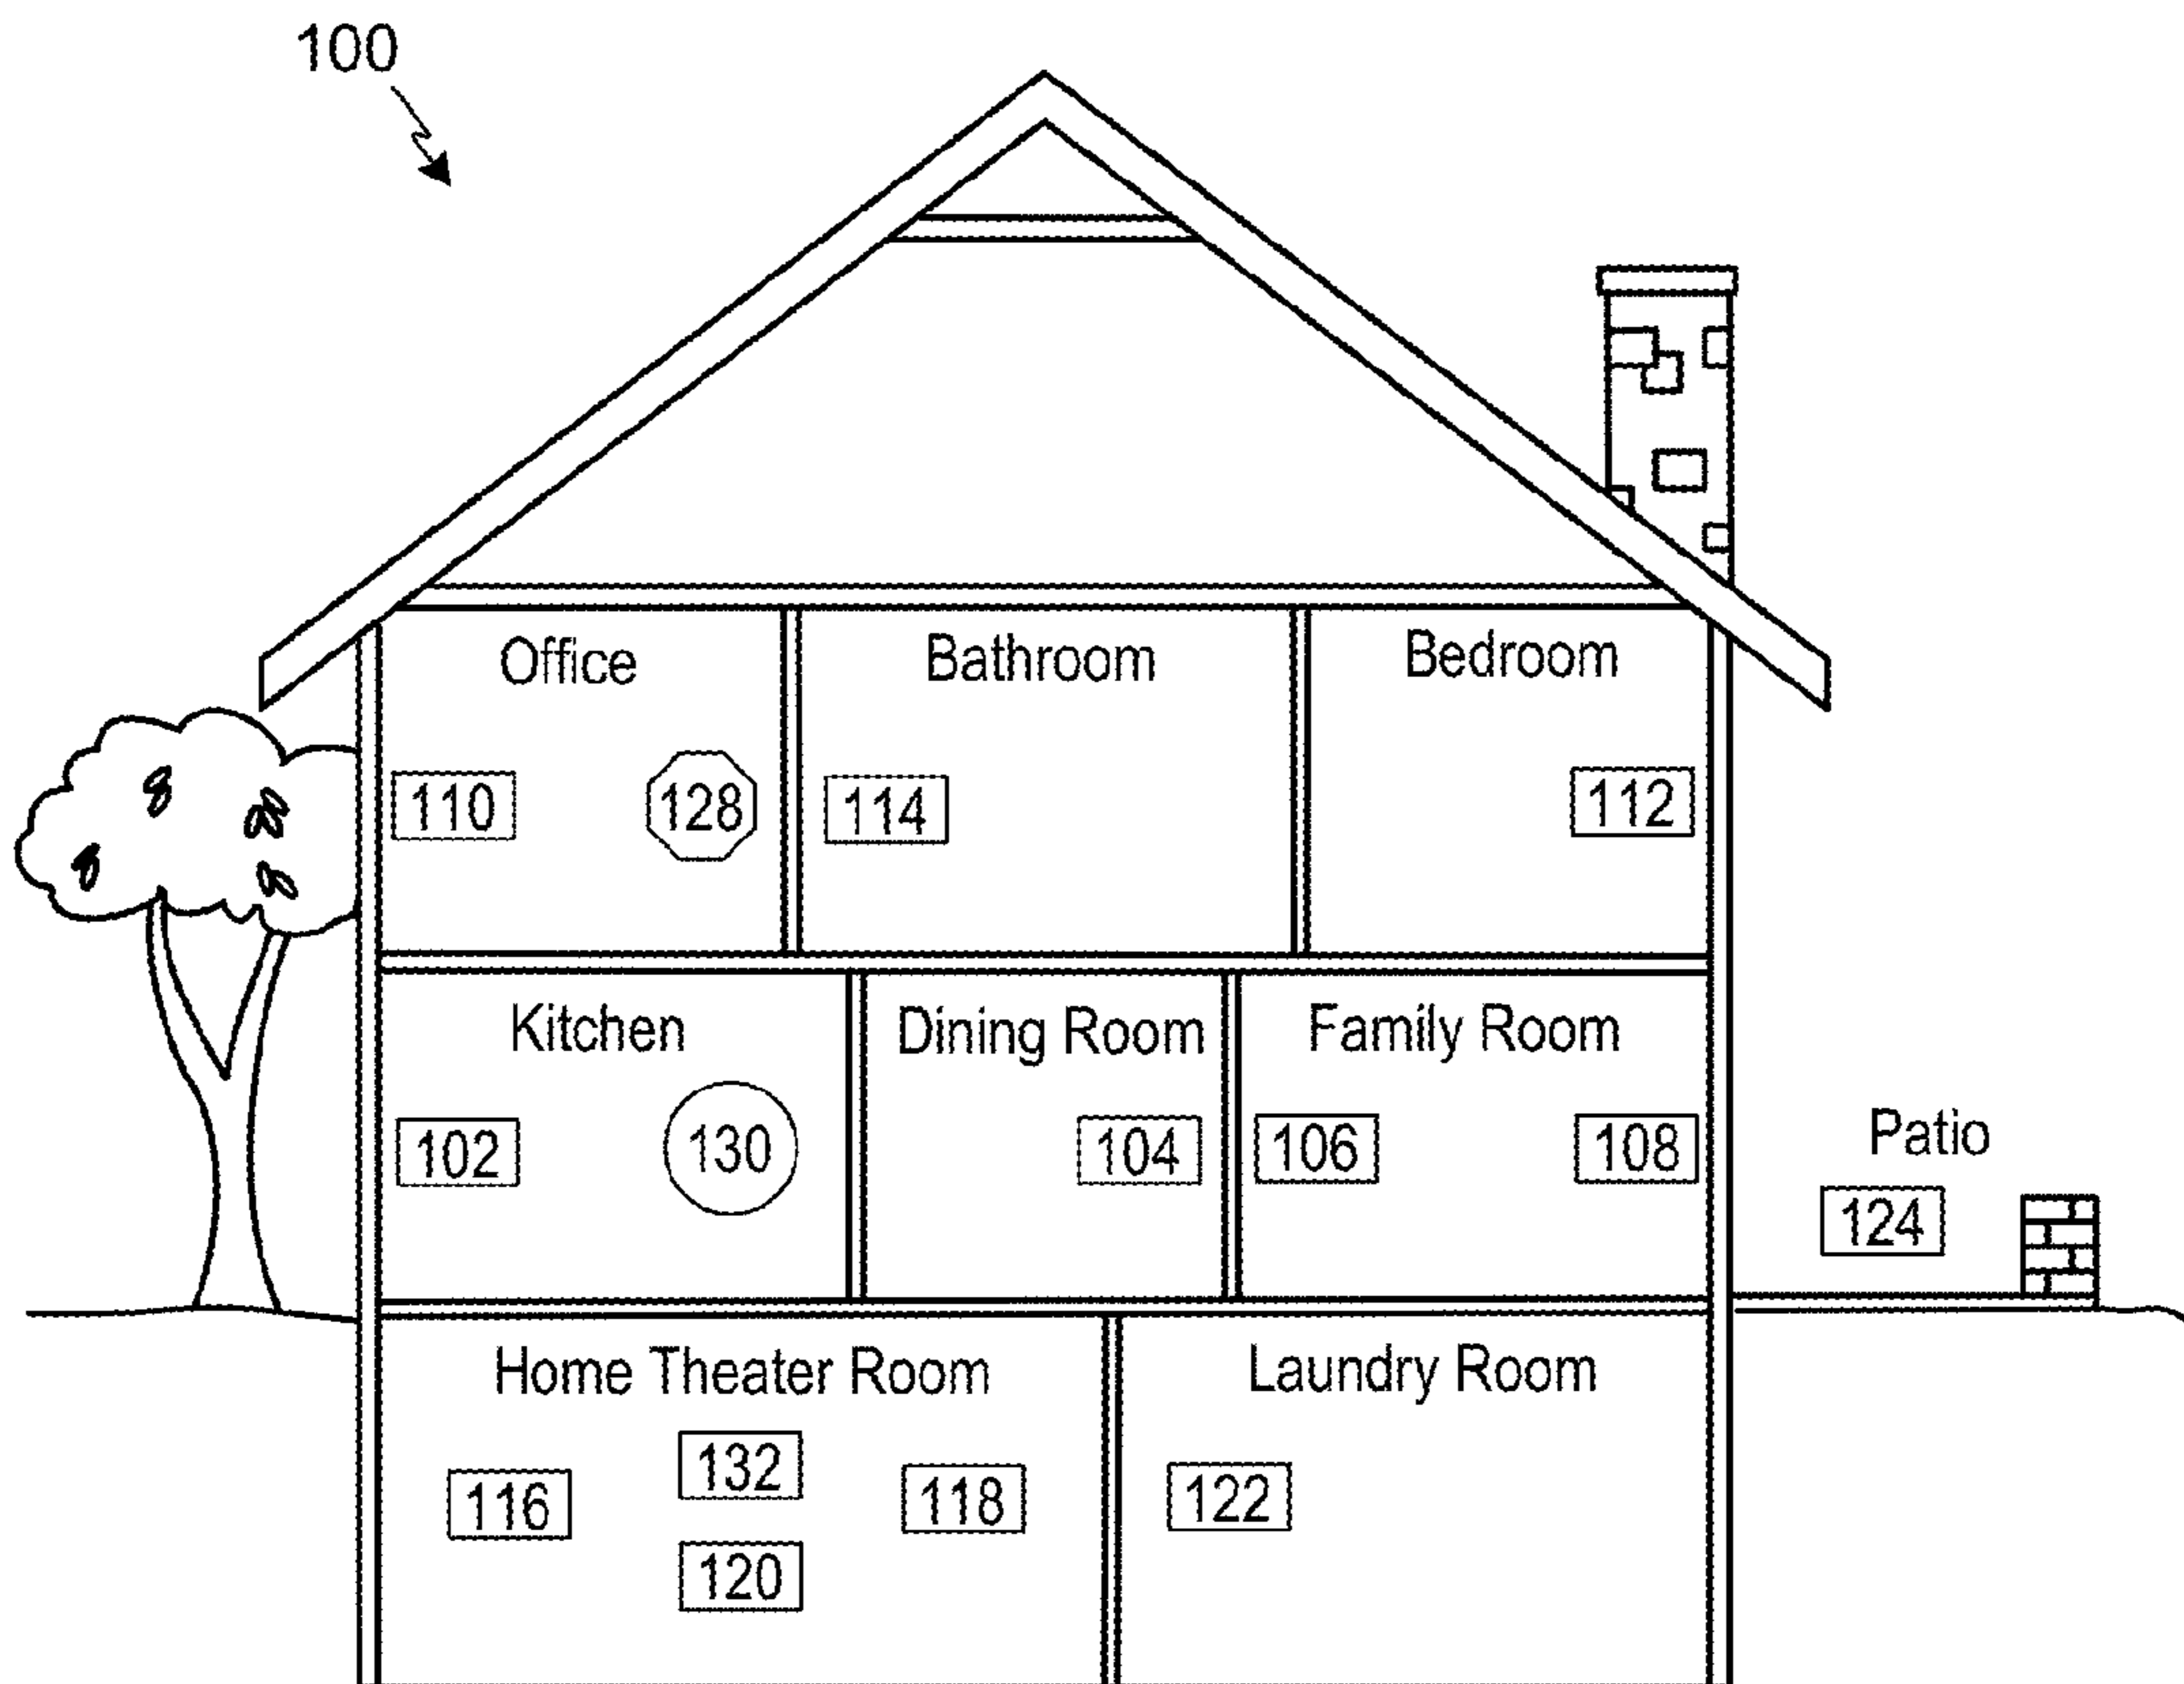 100
Office
Bathroom
Bedroom
110
128
114
112
Kitchen
Dining Room
Family Room
102
130
104
106
108
Patio
124
Home Theater Room
Laundry Room
116
132
118
122
120